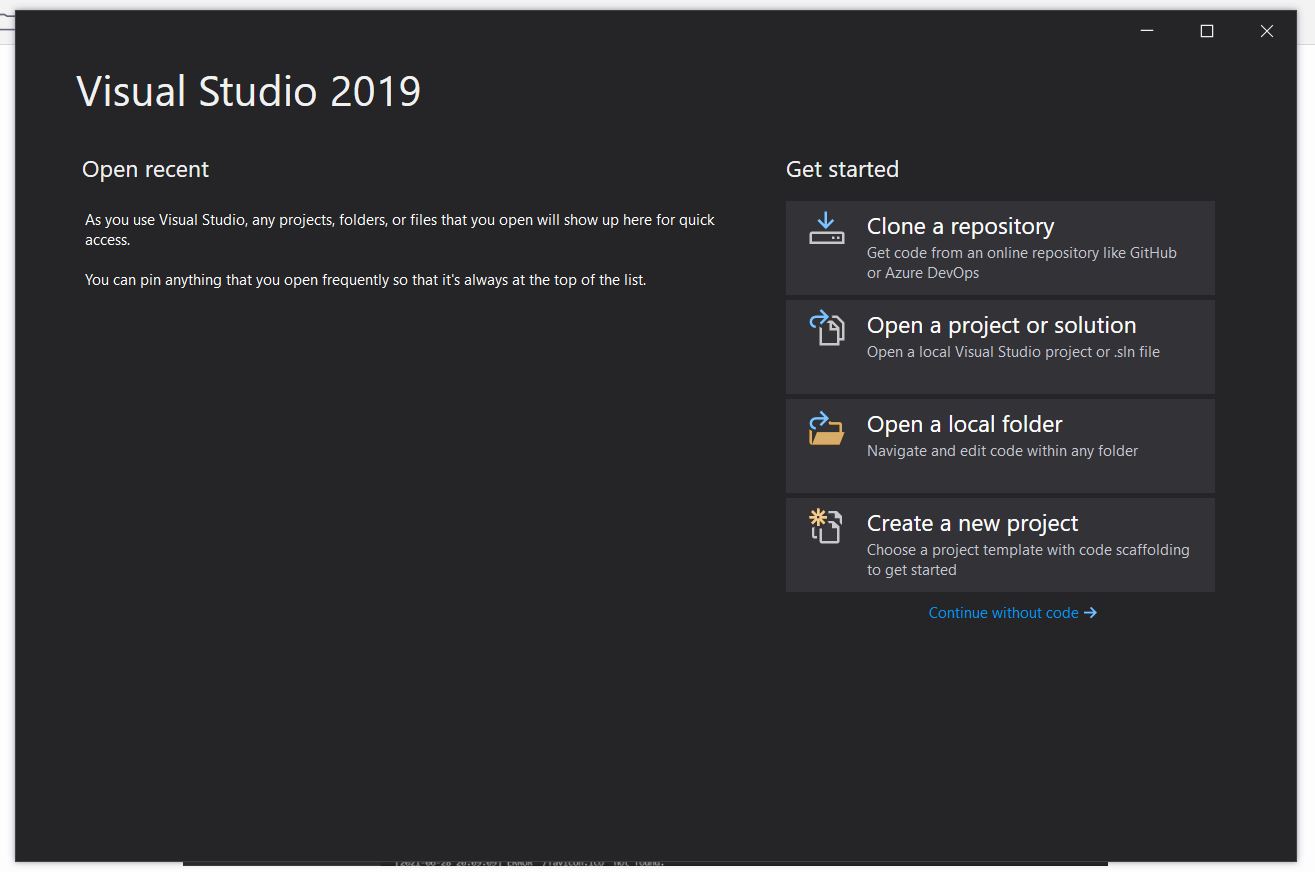 Visual Studio 2019
Open recent
As you use Visual Studio, any projects, folders, or files that you open will show up here for quick
access.
You can pin anything that you open frequently so that it's always at the top of the list.
Get started
Clone a repository
Get code from an online repository like GitHub
or Azure DevOps
Open a project or solution
Open a local Visual Studio project or .sln file
Open a local folder
Navigate and edit code within any folder
Create a new project
Choose a project template with code scaffolding
to get started
Continue without code
ERROR "/favicon.ico" not found.